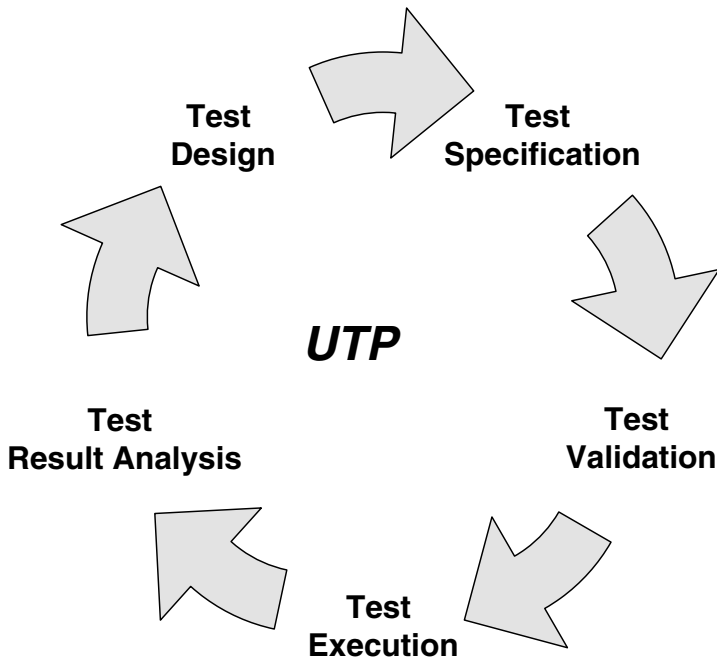 Test
Design
Test
Specification
UTP
Test
Result Analysis
Test
Validation
Test
Execution